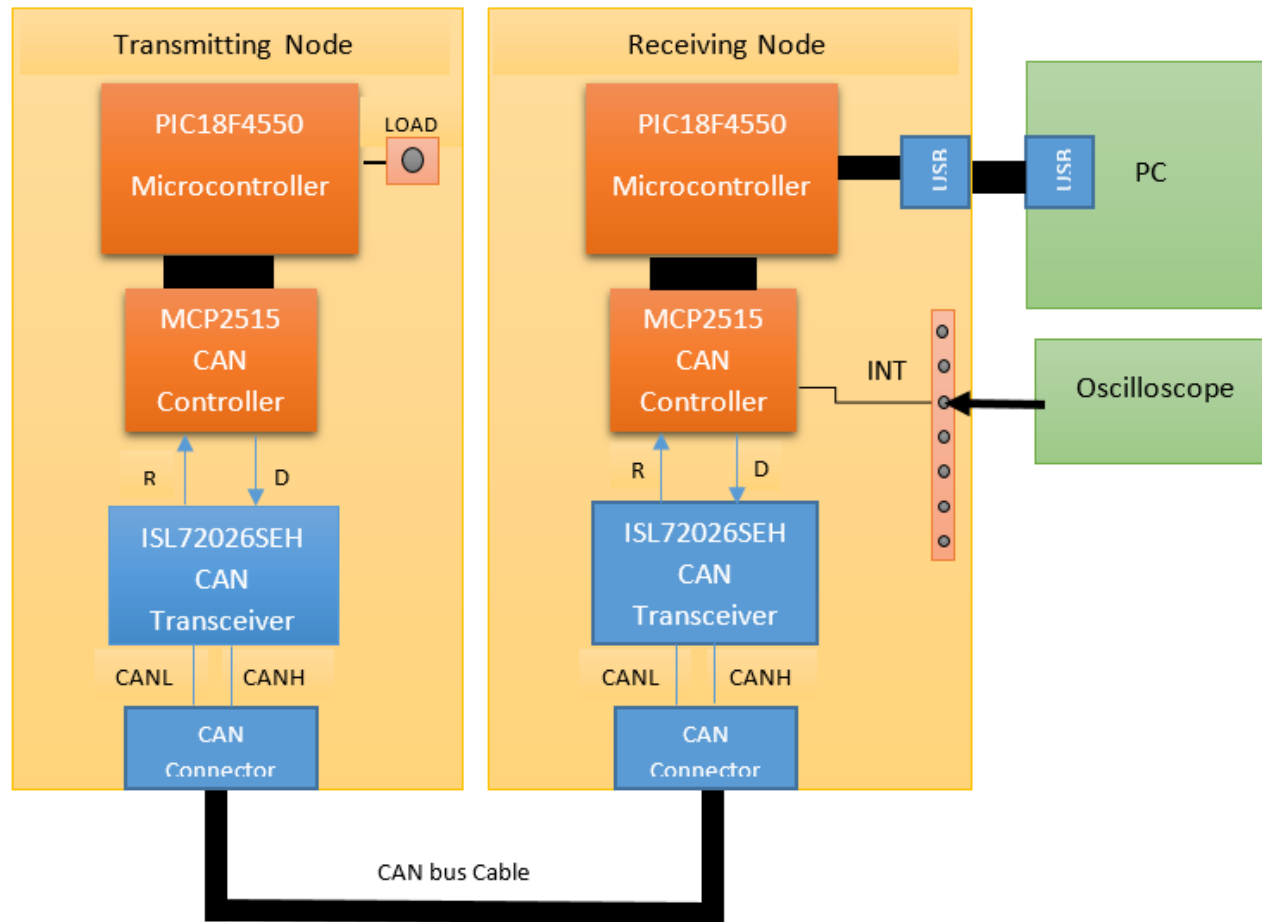 Transmitting Node
PIC18F4550
Microcontroller
LOAD
MCP2515
CAN
Controller
R
D
ISL72026SEH
CAN
Transceiver
CANL
CANH
CAN
Connector
Receiving Node
PIC18F4550
Microcontroller
USB
USB
PC
MCP2515
CAN
Controller
INT
Oscilloscope
R
D
ISL72026SEH
CAN
Transceiver
CANL
CANH
CAN
Connector
CAN bus Cable